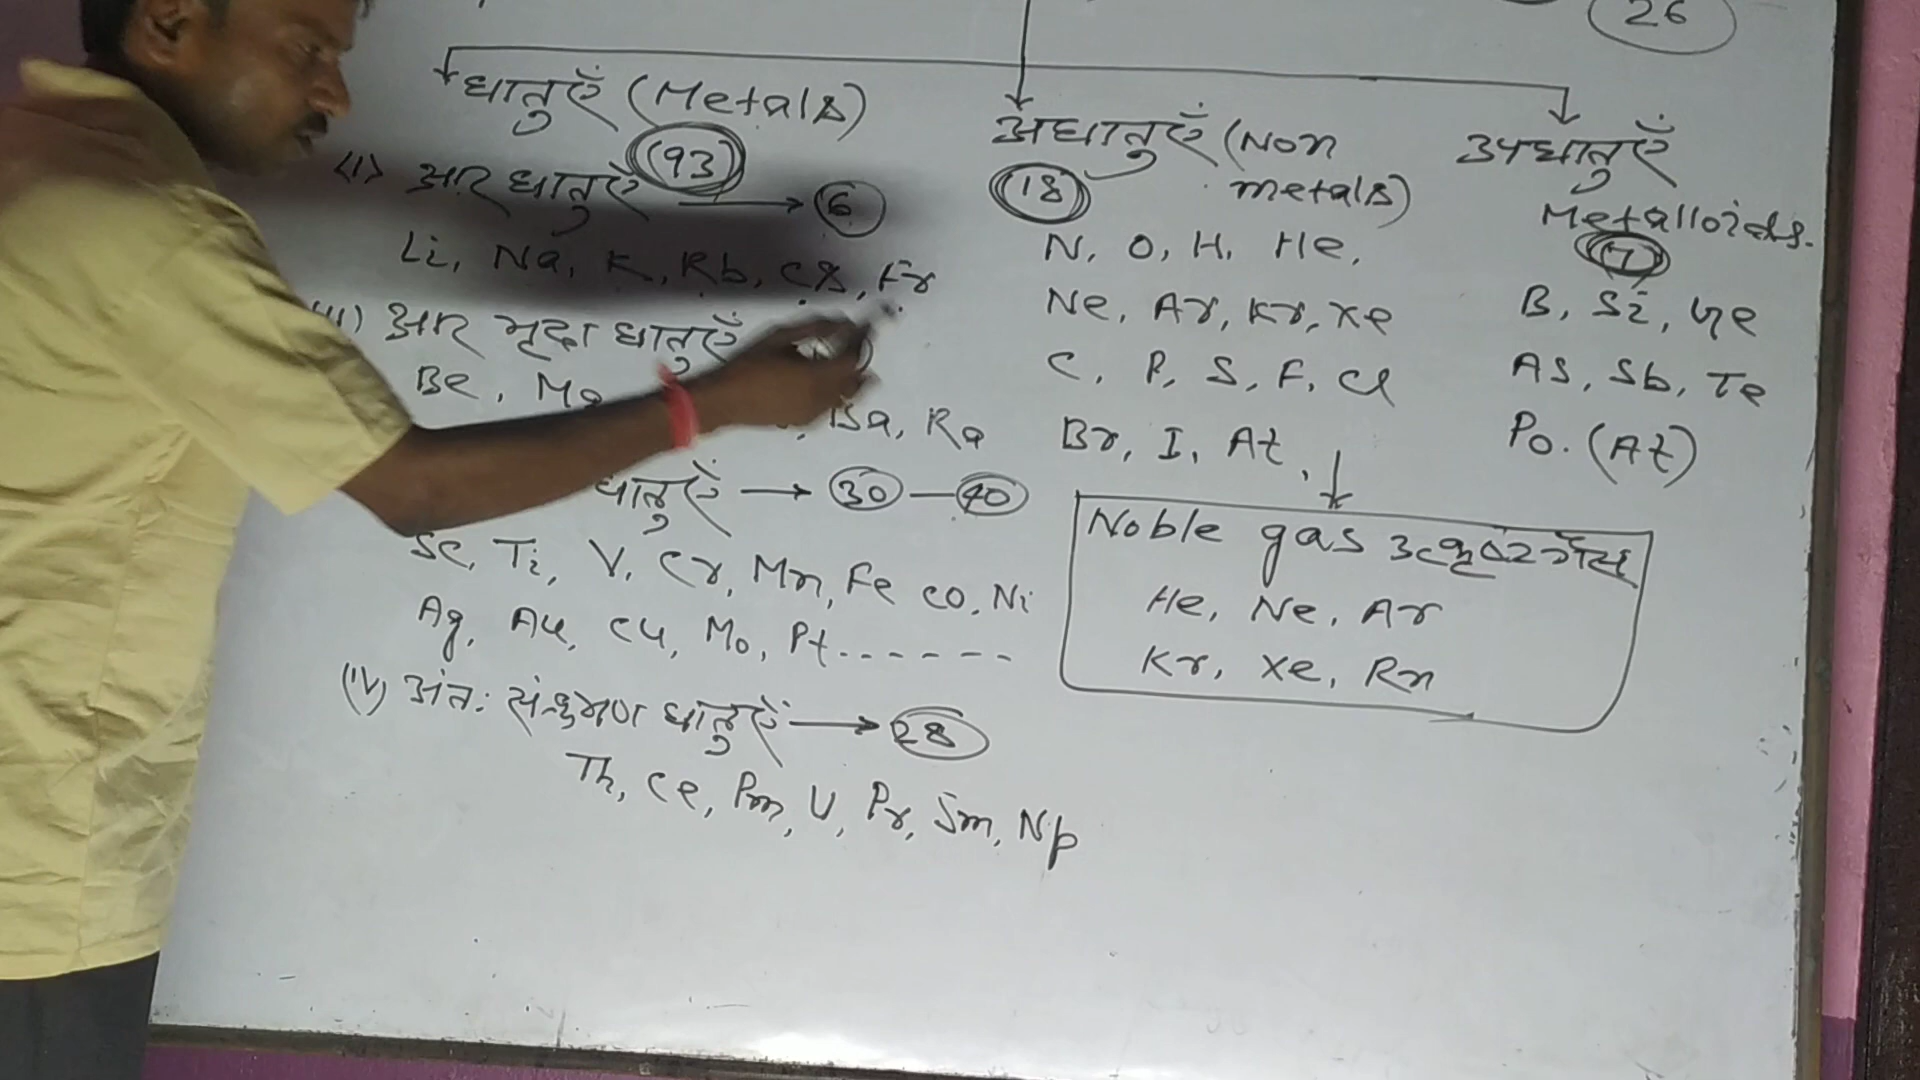 26
धातुएँ (Metals)
(93)
(i) क्षार धातुएँ → 6
Li, Na, K, Rb, Cs, Fr
(ii) क्षार मृदा धातुएँ
Be, Mg
Ba, Ra
धातुएँ → 30 — 40
Sc, Ti, V, Cr, Mn, Fe Co, Ni
Ag, Au, Cu, Mo, Pt------
(iv) अंतः संक्रमण धातुएँ → 28
Th, Ce, Pm, U, Pr, Sm, Np
अधातुएँ (Non
metals)
18
N, O, H, He,
Ne, Ar, Kr, Xe
C, P, S, F, Cl
Br, I, At,
Noble gas उत्कृष्ट गैस
He, Ne, Ar
Kr, Xe, Rn
उपधातुएँ
Metalloids.
7
B, Si, Ge
As, Sb, Te
Po. (At)